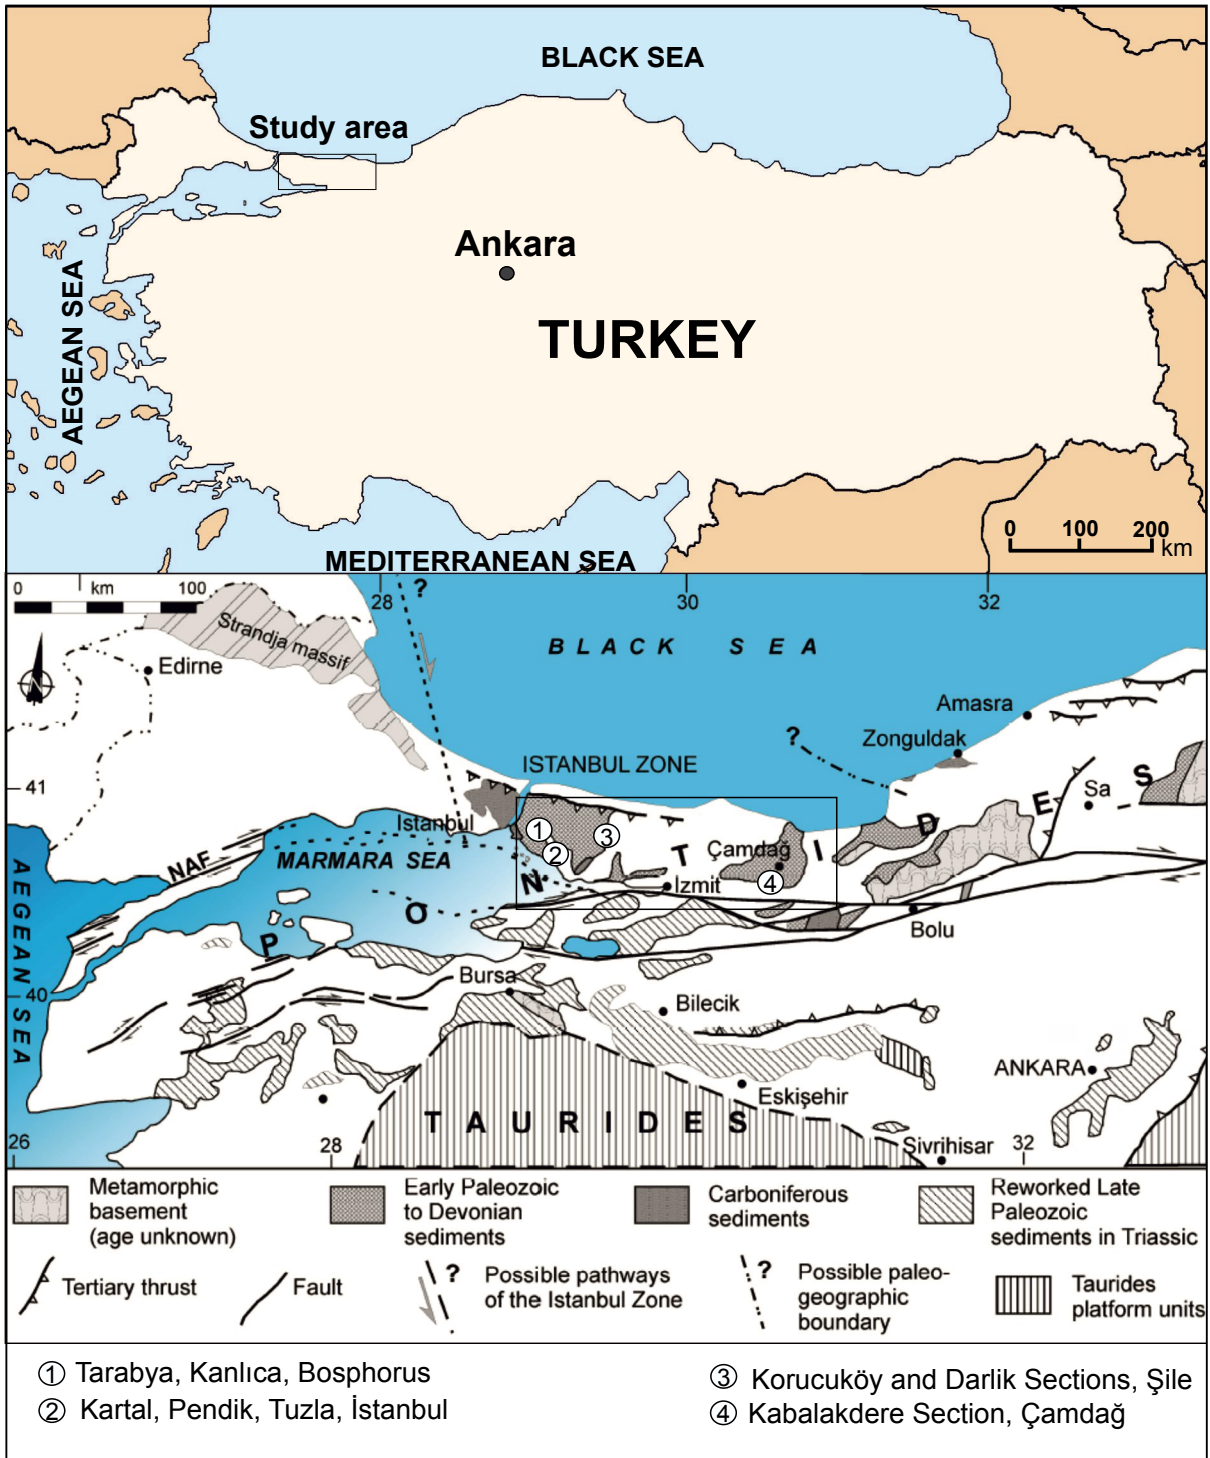 BLACK SEA
Study area
Ankara
AEGEAN SEA
TURKEY
0 100 200
km
MEDITERRANEAN SEA
0 km 100
28
?
30
32
Strandja massif
BLACK SEA
Edirne
Amasra
Zonguldak
?
ISTANBUL ZONE
41
Sa
S
E
D
Istanbul
1
3
2
NAF
MARMARA SEA
T
Çamdağ
I
N
Izmit
4
O
P
Bolu
AEGEAN SEA
Bursa
40
Bilecik
ANKARA
Eskişehir
TAURIDES
26
28
Sivrihisar
32
Metamorphic
basement
(age unknown)
Early Paleozoic
to Devonian
sediments
Carboniferous
sediments
Reworked Late
Paleozoic
sediments in Triassic
Tertiary thrust
Fault
?
Possible pathways
of the Istanbul Zone
?
Possible paleo-
geographic
boundary
Taurides
platform units
1 Tarabya, Kanlıca, Bosphorus
2 Kartal, Pendik, Tuzla, İstanbul
3 Korucuköy and Darlik Sections, Şile
4 Kabalakdere Section, Çamdağ